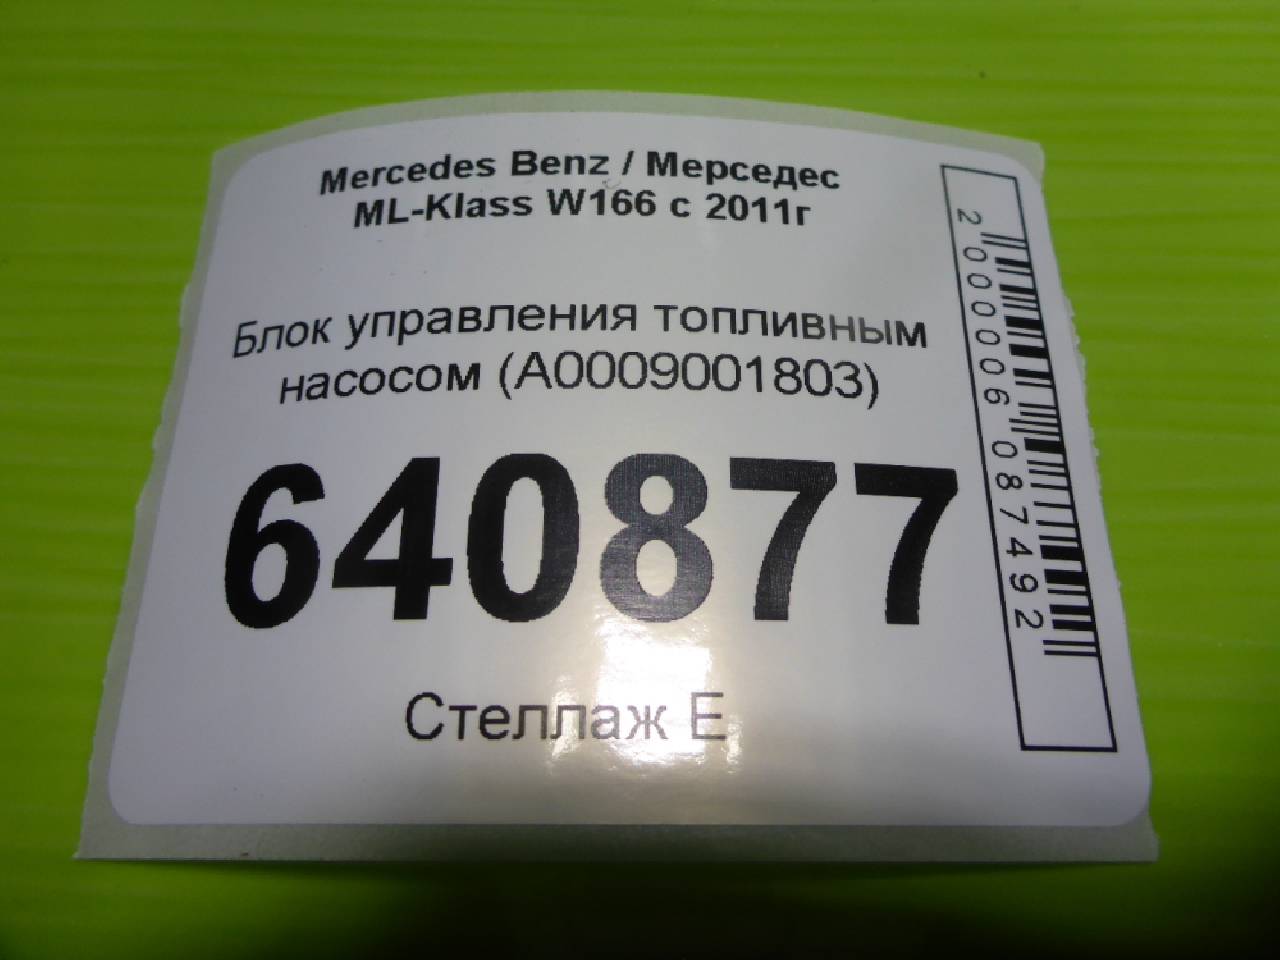 Mercedes Benz / Мерседес
ML-Klass W166 с 2011г
Блок управления топливным
насосом (A0009001803)
640877
Стеллаж Е
2000006087492